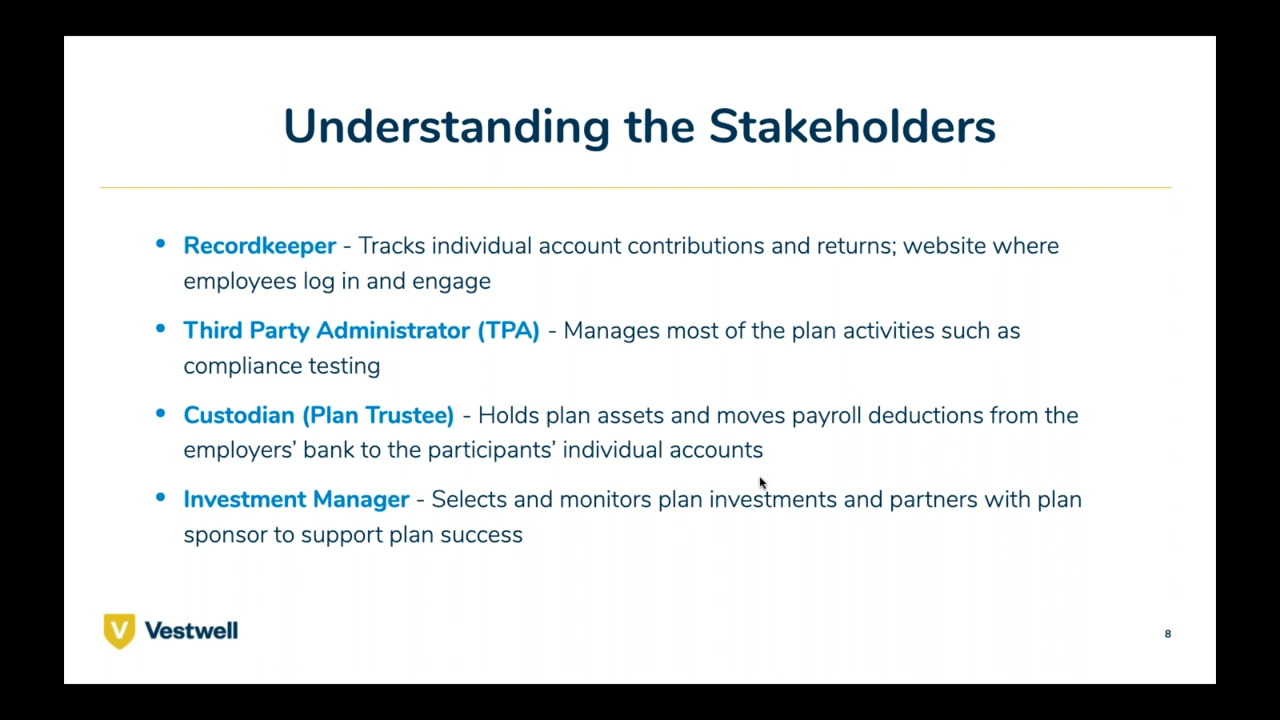 Understanding the Stakeholders
• Recordkeeper - Tracks individual account contributions and returns; website where
employees log in and engage
• Third Party Administrator (TPA) - Manages most of the plan activities such as
compliance testing
• Custodian (Plan Trustee) - Holds plan assets and moves payroll deductions from the
employers’ bank to the participants’ individual accounts
• Investment Manager - Selects and monitors plan investments and partners with plan
sponsor to support plan success
V Vestwell
8